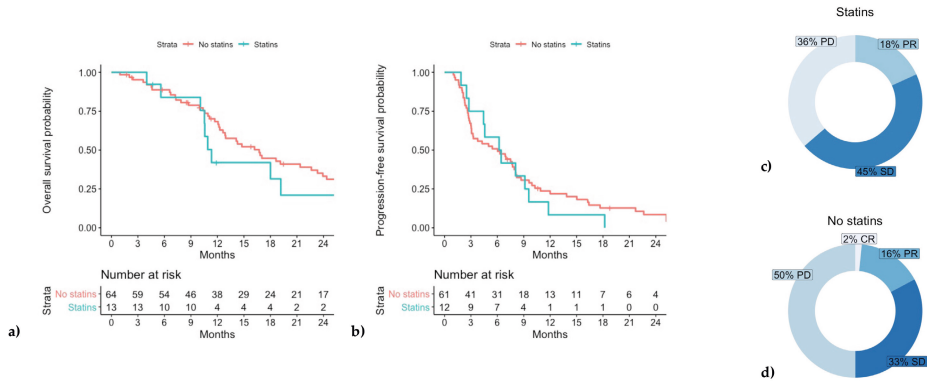 Strata No statins Statins
Overall survival probability
1.00
0.75
0.50
0.25
0.00
0 3 6 9 12 15 18 21 24
Months
Number at risk
Strata
No statins 64 59 54 46 38 29 24 21 17
Statins 13 13 10 10 4 4 4 2 2
0 3 6 9 12 15 18 21 24
Months
a)
Strata No statins Statins
Progression-free survival probability
1.00
0.75
0.50
0.25
0.00
0 3 6 9 12 15 18 21 24
Months
Number at risk
Strata
No statins 61 41 31 18 13 11 7 6 4
Statins 12 9 7 4 1 1 1 0 0
0 3 6 9 12 15 18 21 24
Months
b)
Statins
36% PD
18% PR
45% SD
c)
No statins
2% CR
16% PR
50% PD
33% SD
d)